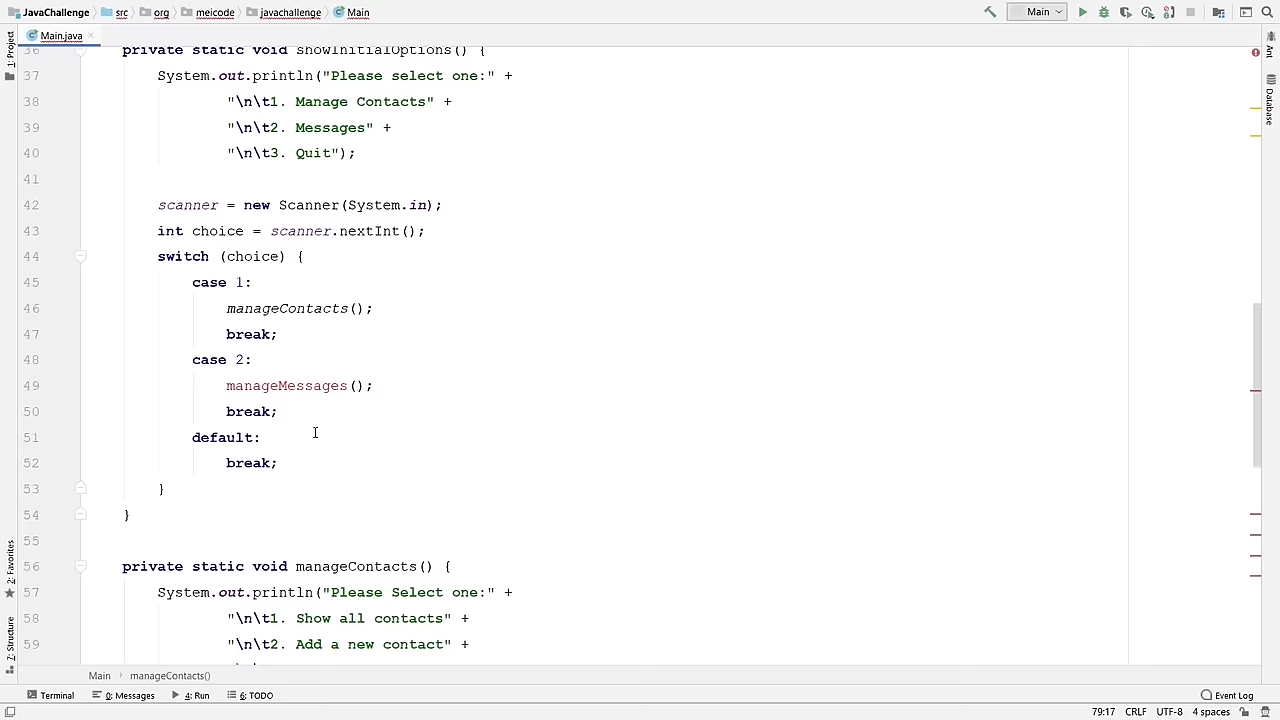 JavaChallenge src org meicode javachallenge Main
Main
Main.java
1: Project
2: Favorites
7: Structure
Ant
Database
36 private static void showInitialOptions() {
37 System.out.println("Please select one:" +
38 "\n\t1. Manage Contacts" +
39 "\n\t2. Messages" +
40 "\n\t3. Quit");
41
42 scanner = new Scanner(System.in);
43 int choice = scanner.nextInt();
44 switch (choice) {
45 case 1:
46 manageContacts();
47 break;
48 case 2:
49 manageMessages();
50 break;
51 default:
52 break;
53 }
54 }
55
56 private static void manageContacts() {
57 System.out.println("Please Select one:" +
58 "\n\t1. Show all contacts" +
59 "\n\t2. Add a new contact" +
Main › manageContacts()
Terminal 0: Messages 4: Run 6: TODO Event Log
79:17 CRLF UTF-8 4 spaces